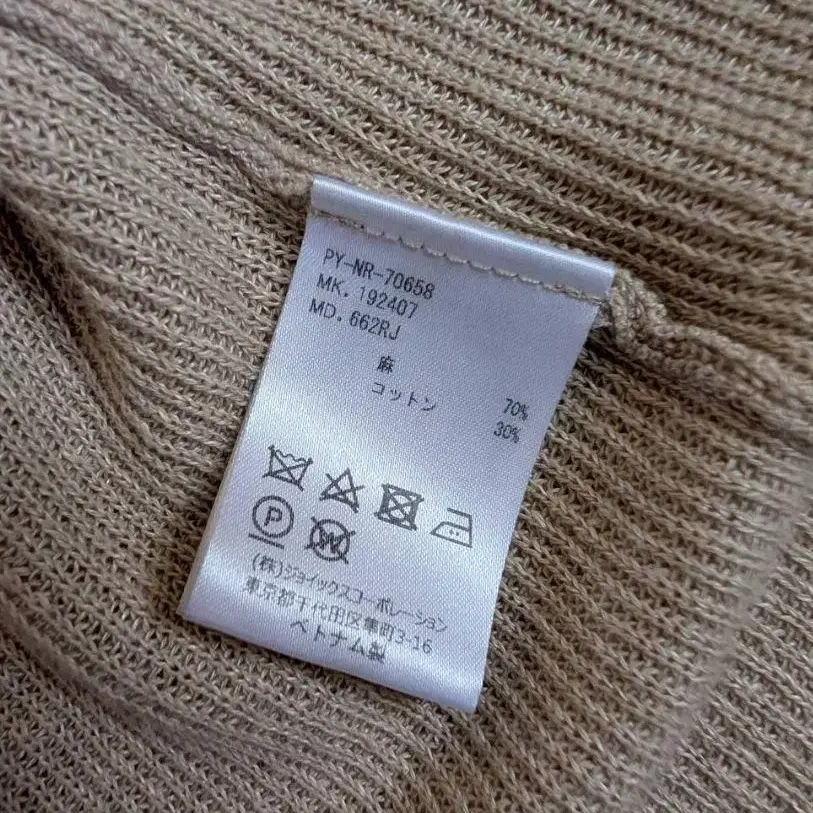 PY-NR-70658
MK. 192407
MD. 662RJ
麻 70%
コットン 30%
P W
(株)ジョイックスコーポレーション
東京都千代田区隼町3-16
ベトナム製